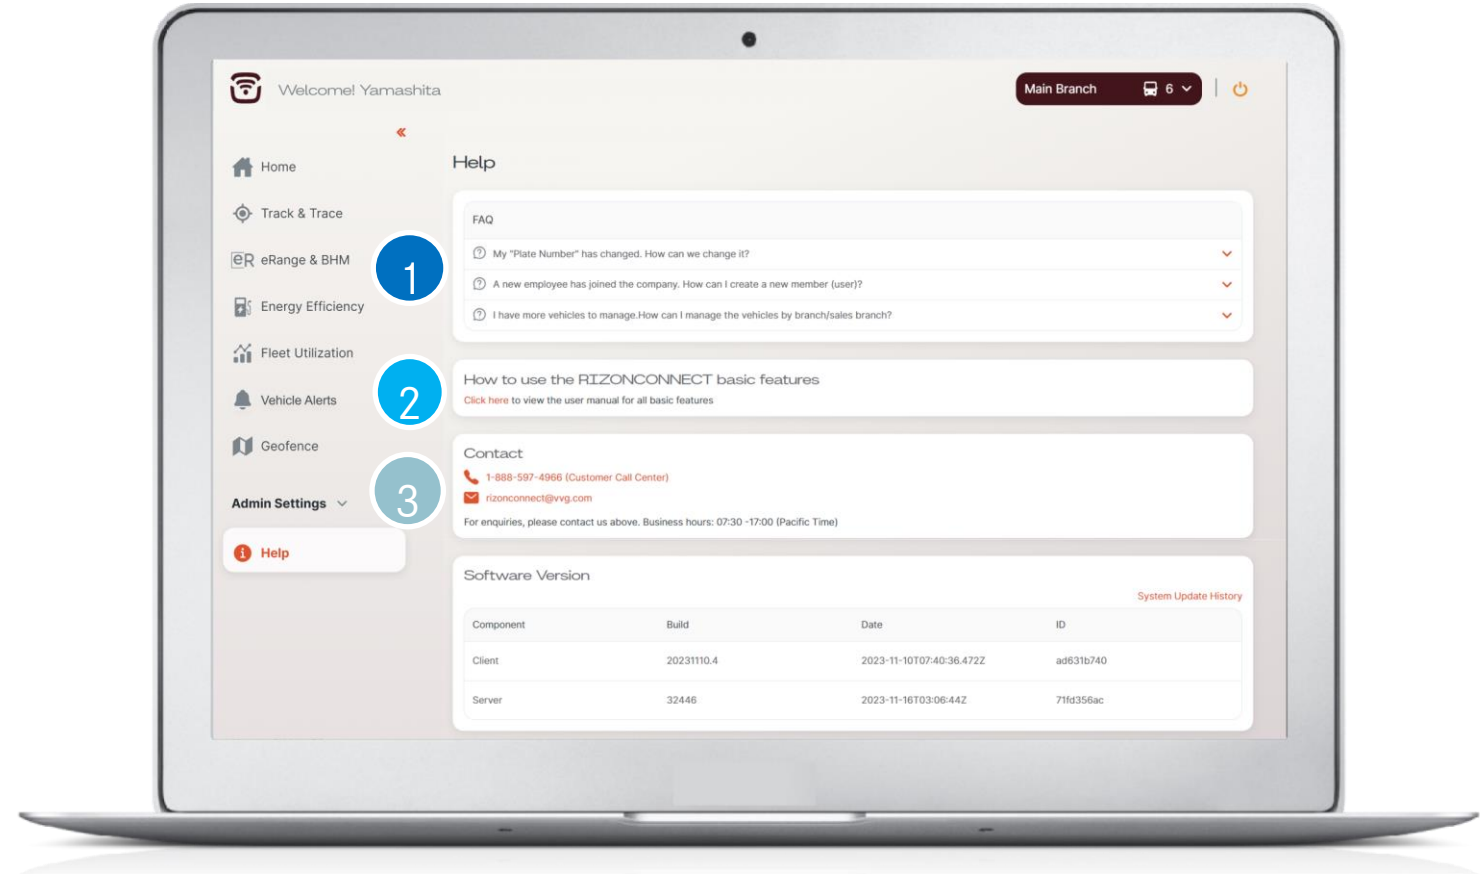 Welcome! Yamashita
Main Branch 6
Home
Track & Trace
eR eRange & BHM
Energy Efficiency
Fleet Utilization
Vehicle Alerts
Geofence
Admin Settings
Help
1
2
3
Help
FAQ
My "Plate Number" has changed. How can we change it?
A new employee has joined the company. How can I create a new member (user)?
I have more vehicles to manage.How can I manage the vehicles by branch/sales branch?
How to use the RIZONCONNECT basic features
Click here to view the user manual for all basic features
Contact
1-888-597-4966 (Customer Call Center)
rizonconnect@vvg.com
For enquiries, please contact us above. Business hours: 07:30 -17:00 (Pacific Time)
Software Version
System Update History
Component Build Date ID
Client 20231110.4 2023-11-10T07:40:36.472Z ad631b740
Server 32446 2023-11-16T03:06:44Z 71fd356ac